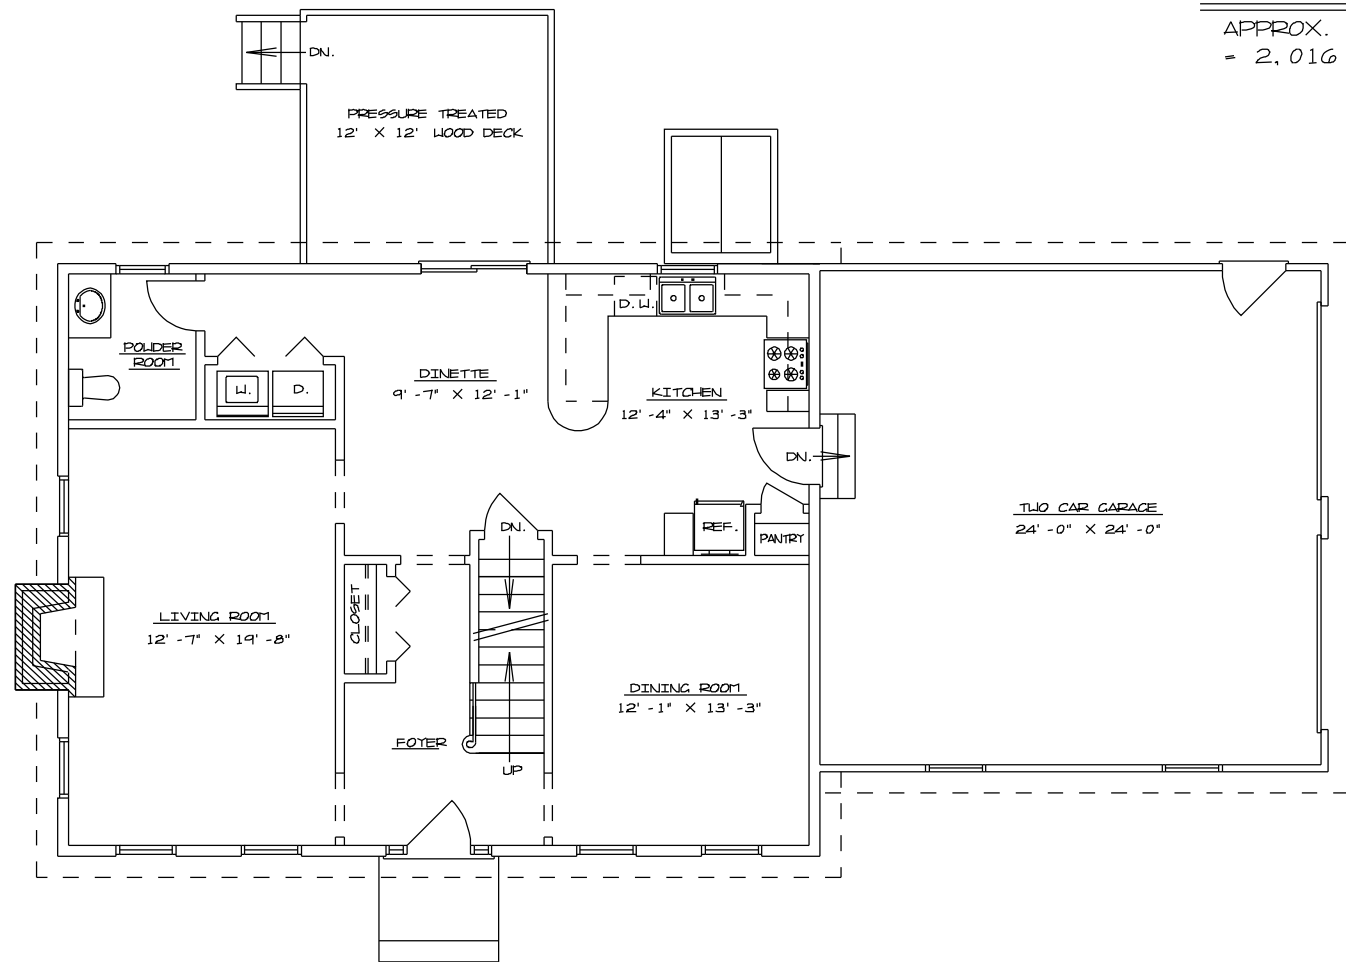 APPROX.
= 2,016
DN.
PRESSURE TREATED
12' X 12' WOOD DECK
D.W.
POWDER
ROOM
W.
D.
DINETTE
9'-7" X 12'-1"
KITCHEN
12'-4" X 13'-3"
DN.
TWO CAR GARAGE
24'-0" X 24'-0"
DN.
REF.
PANTRY
CLOSET
LIVING ROOM
12'-7" X 19'-8"
DINING ROOM
12'-1" X 13'-3"
FOYER
UP